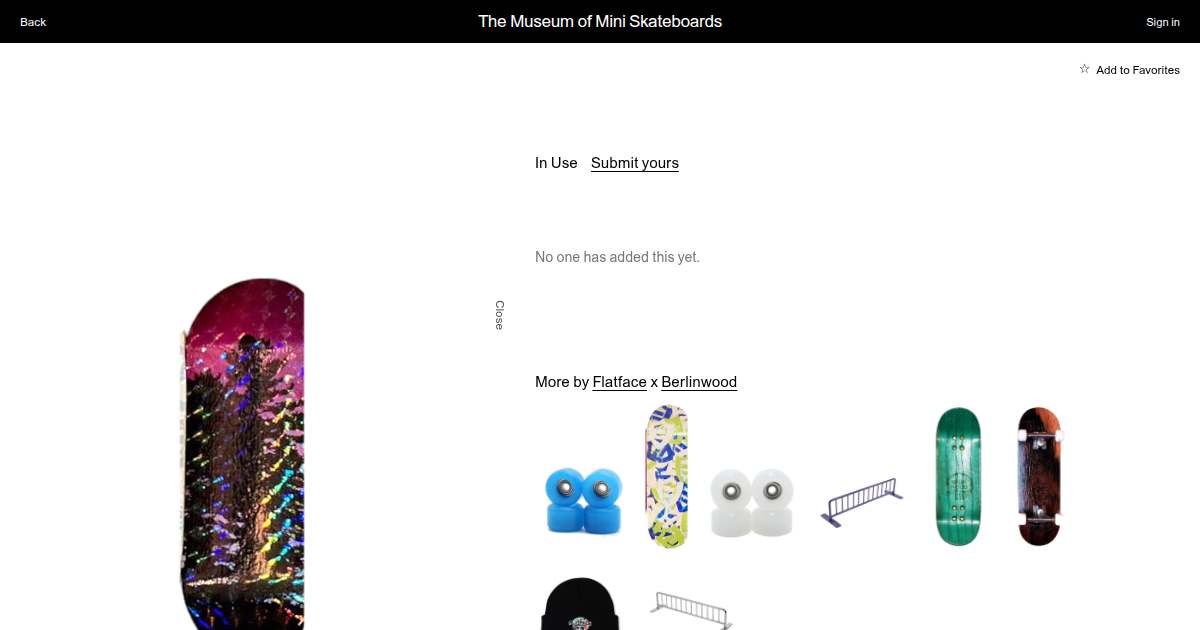 Back
The Museum of Mini Skateboards
Sign in
☆ Add to Favorites
In Use Submit yours
No one has added this yet.
Close
More by Flatface x Berlinwood